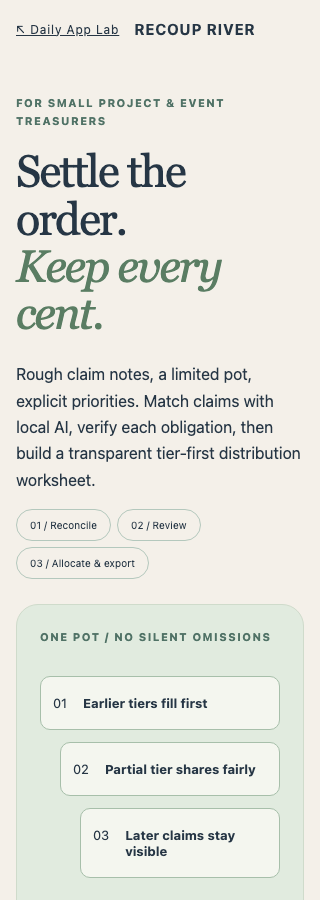 ↖ Daily App Lab RECOUP RIVER
FOR SMALL PROJECT & EVENT
TREASURERS
Settle the
order.
Keep every
cent.
Rough claim notes, a limited pot,
explicit priorities. Match claims with
local AI, verify each obligation, then
build a transparent tier-first distribution
worksheet.
01 / Reconcile 02 / Review
03 / Allocate & export
ONE POT / NO SILENT OMISSIONS
01 Earlier tiers fill first
02 Partial tier shares fairly
03 Later claims stay
visible